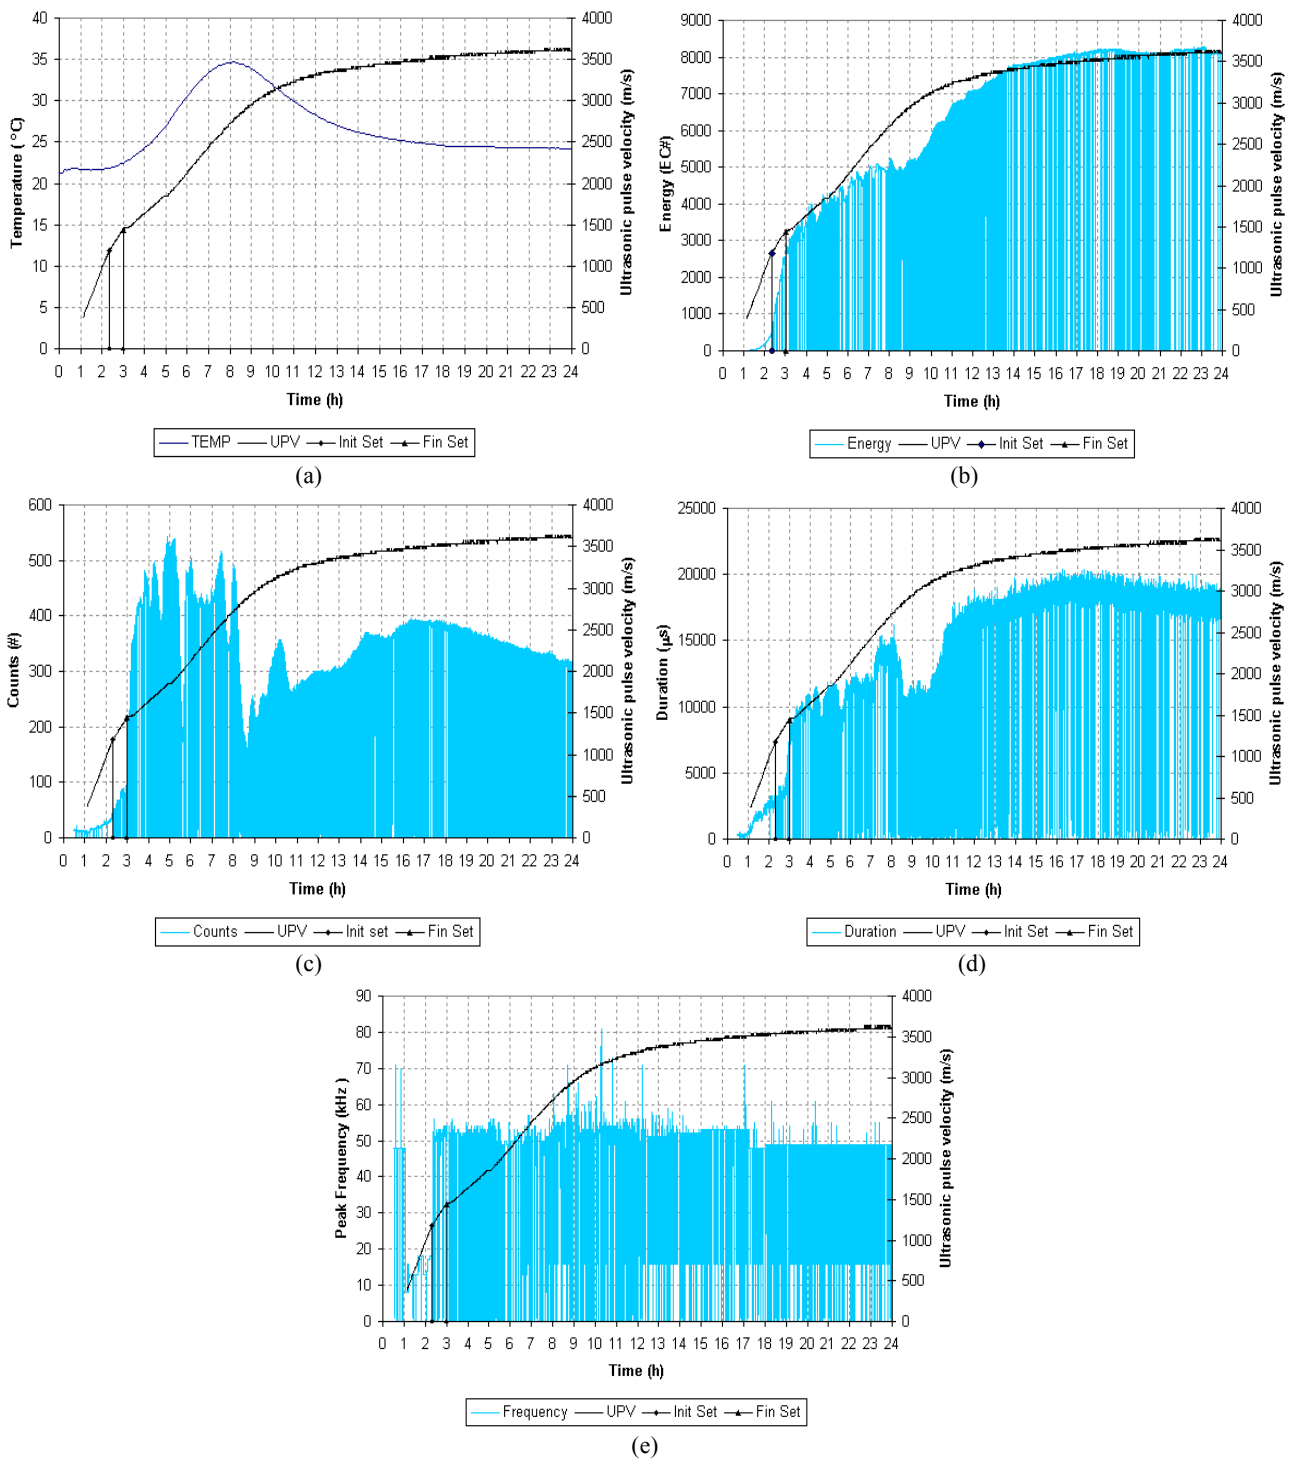 40
35
30
25
20
15
10
5
0
Temperature ( °C)
4000
3500
3000
2500
2000
1500
1000
500
0
Ultrasonic pulse velocity (m/s)
0 1 2 3 4 5 6 7 8 9 10 11 12 13 14 15 16 17 18 19 20 21 22 23 24
Time (h)
TEMP UPV Init Set Fin Set
(a)
9000
8000
7000
6000
5000
4000
3000
2000
1000
0
Energy (EC#)
4000
3500
3000
2500
2000
1500
1000
500
0
Ultrasonic pulse velocity (m/s)
0 1 2 3 4 5 6 7 8 9 10 11 12 13 14 15 16 17 18 19 20 21 22 23 24
Time (h)
Energy UPV Init Set Fin Set
(b)
600
500
400
300
200
100
0
Counts (#)
4000
3500
3000
2500
2000
1500
1000
500
0
Ultrasonic pulse velocity (m/s)
0 1 2 3 4 5 6 7 8 9 10 11 12 13 14 15 16 17 18 19 20 21 22 23 24
Time (h)
Counts UPV Init set Fin Set
(c)
25000
20000
15000
10000
5000
0
Duration (µs)
4000
3500
3000
2500
2000
1500
1000
500
0
Ultrasonic pulse velocity (m/s)
0 1 2 3 4 5 6 7 8 9 10 11 12 13 14 15 16 17 18 19 20 21 22 23 24
Time (h)
Duration UPV Init Set Fin Set
(d)
90
80
70
60
50
40
30
20
10
0
Peak Frequency (kHz )
4000
3500
3000
2500
2000
1500
1000
500
0
Ultrasonic pulse velocity (m/s)
0 1 2 3 4 5 6 7 8 9 10 11 12 13 14 15 16 17 18 19 20 21 22 23 24
Time (h)
Frequency UPV Init Set Fin Set
(e)